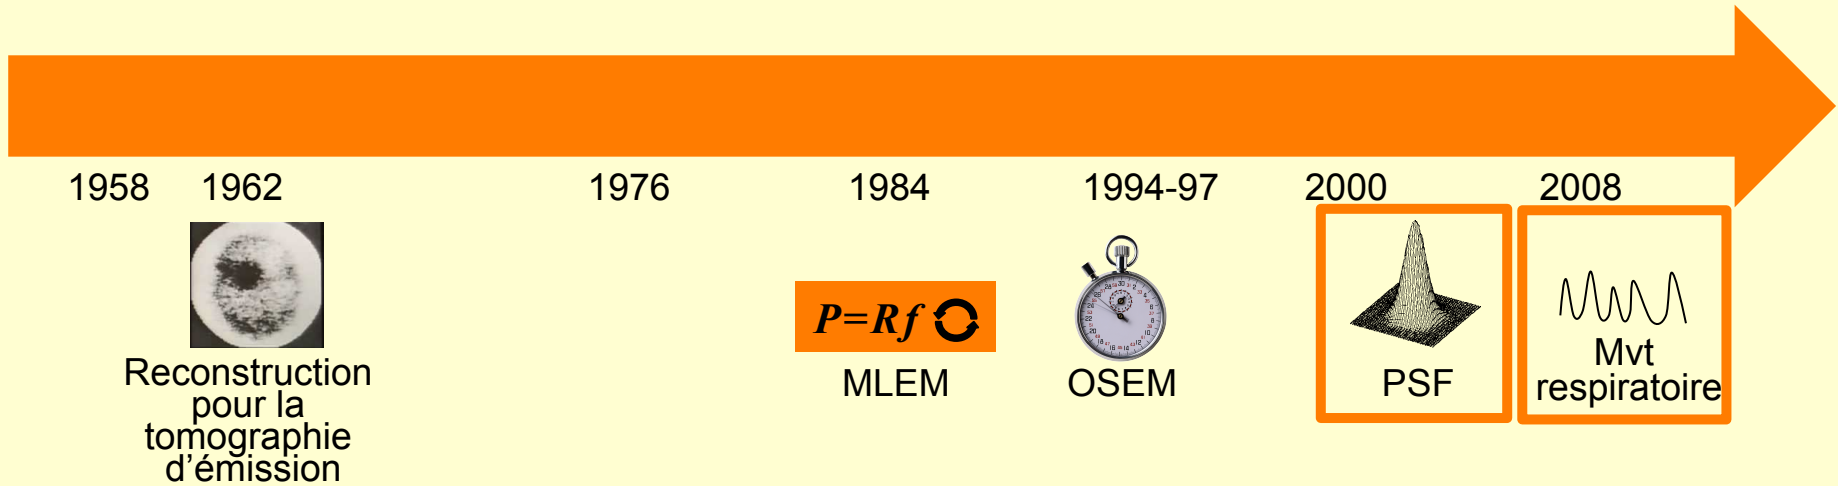 1958 1962 1976 1984 1994-97 2000 2008
Reconstruction
pour la
tomographie
d’émission
P=Rf
MLEM
OSEM
PSF
Mvt
respiratoire